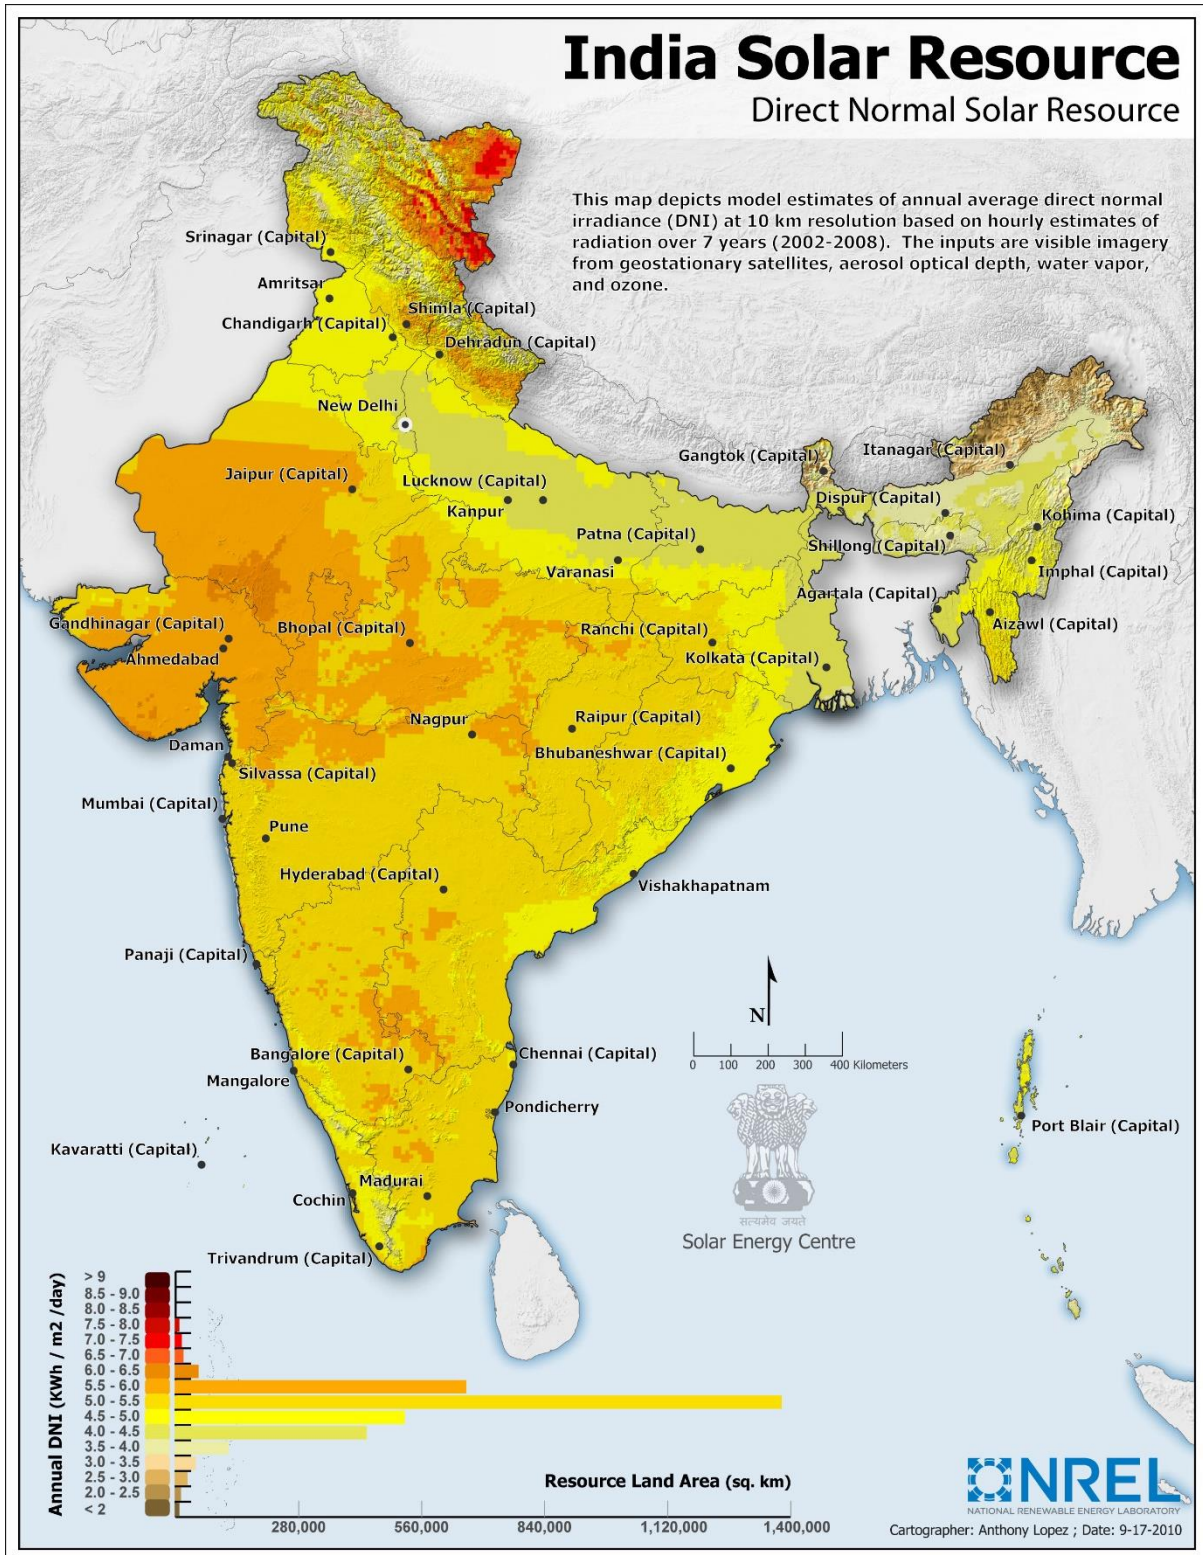 India Solar Resource
Direct Normal Solar Resource
This map depicts model estimates of annual average direct normal
irradiance (DNI) at 10 km resolution based on hourly estimates of
radiation over 7 years (2002-2008).  The inputs are visible imagery
from geostationary satellites, aerosol optical depth, water vapor,
and ozone.
Srinagar (Capital)
Amritsar
Shimla (Capital)
Chandigarh (Capital)
Dehradun (Capital)
New Delhi
Gangtok (Capital)
Itanagar (Capital)
Jaipur (Capital)
Lucknow (Capital)
Dispur (Capital)
Kanpur
Kohima (Capital)
Patna (Capital)
Shillong (Capital)
Varanasi
Imphal (Capital)
Agartala (Capital)
Gandhinagar (Capital)
Bhopal (Capital)
Ranchi (Capital)
Aizawl (Capital)
Ahmedabad
Kolkata (Capital)
Nagpur
Raipur (Capital)
Daman
Bhubaneshwar (Capital)
Silvassa (Capital)
Mumbai (Capital)
Pune
Hyderabad (Capital)
Vishakhapatnam
Panaji (Capital)
N
Bangalore (Capital)
Chennai (Capital)
0 100 200 300 400 Kilometers
Mangalore
Pondicherry
Port Blair (Capital)
Kavaratti (Capital)
Madurai
Cochin
सत्यमेव जयते
Solar Energy Centre
Trivandrum (Capital)
Annual DNI (KWh / m2 /day)
> 9
8.5 - 9.0
8.0 - 8.5
7.5 - 8.0
7.0 - 7.5
6.5 - 7.0
6.0 - 6.5
5.5 - 6.0
5.0 - 5.5
4.5 - 5.0
4.0 - 4.5
3.5 - 4.0
3.0 - 3.5
2.5 - 3.0
2.0 - 2.5
< 2
Resource Land Area (sq. km)
280,000 560,000 840,000 1,120,000 1,400,000
NREL
NATIONAL RENEWABLE ENERGY LABORATORY
Cartographer: Anthony Lopez ; Date: 9-17-2010